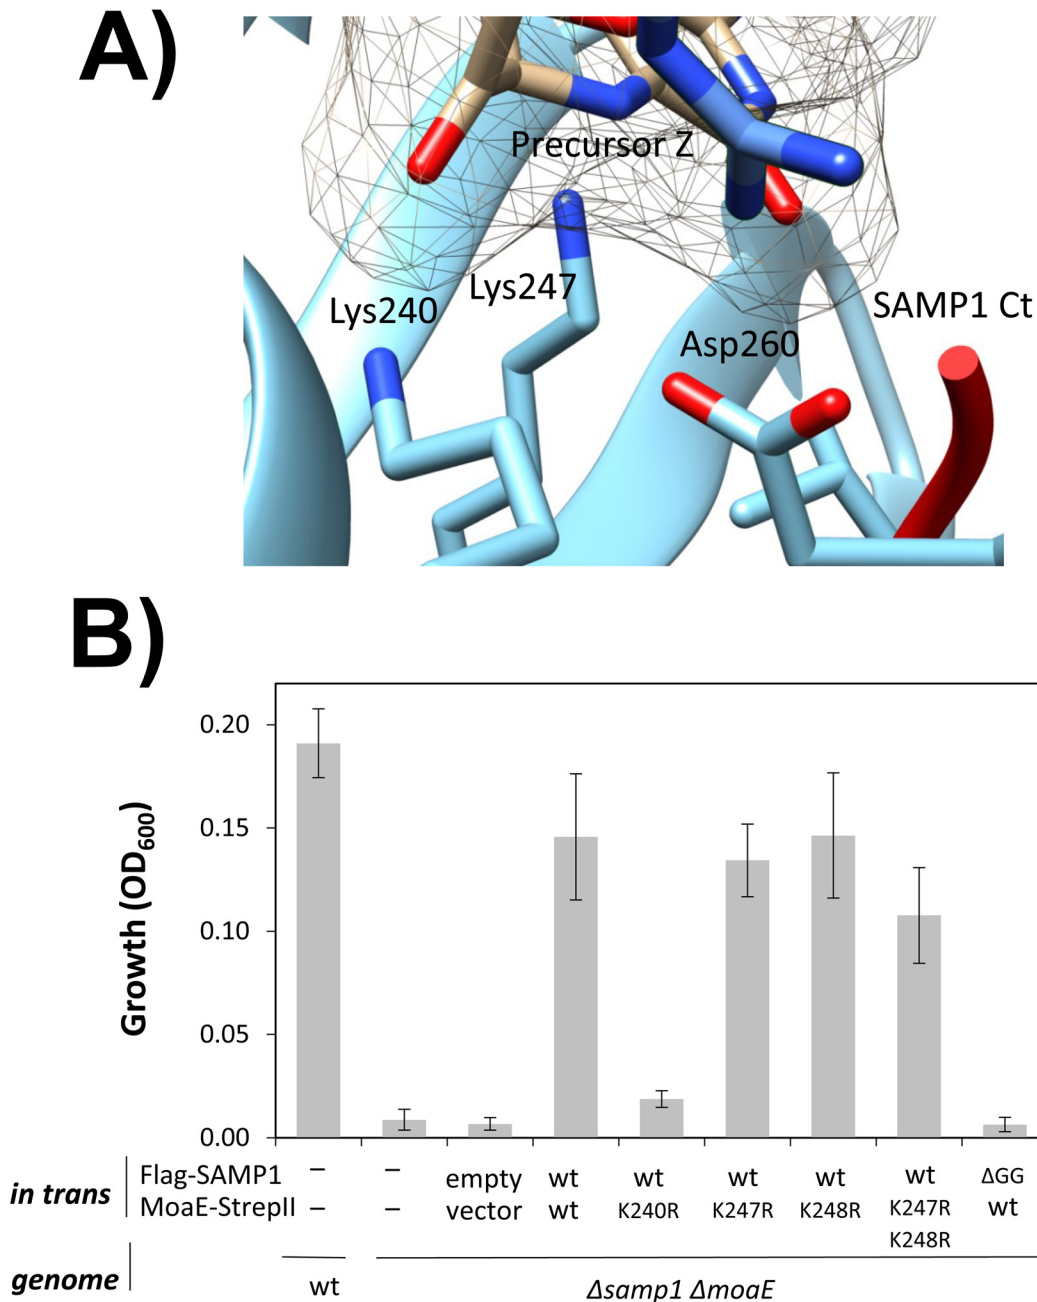 A)
Precursor Z
Lys247
Lys240
SAMP1 Ct
Asp260
B)
Growth (OD600)
0.20
0.15
0.10
0.05
0.00
in trans
Flag-SAMP1 – – empty wt wt wt wt wt ΔGG
MoaE-StrepII – – vector wt K240R K247R K248R K247R wt
K248R
genome wt Δsamp1 ΔmoaE